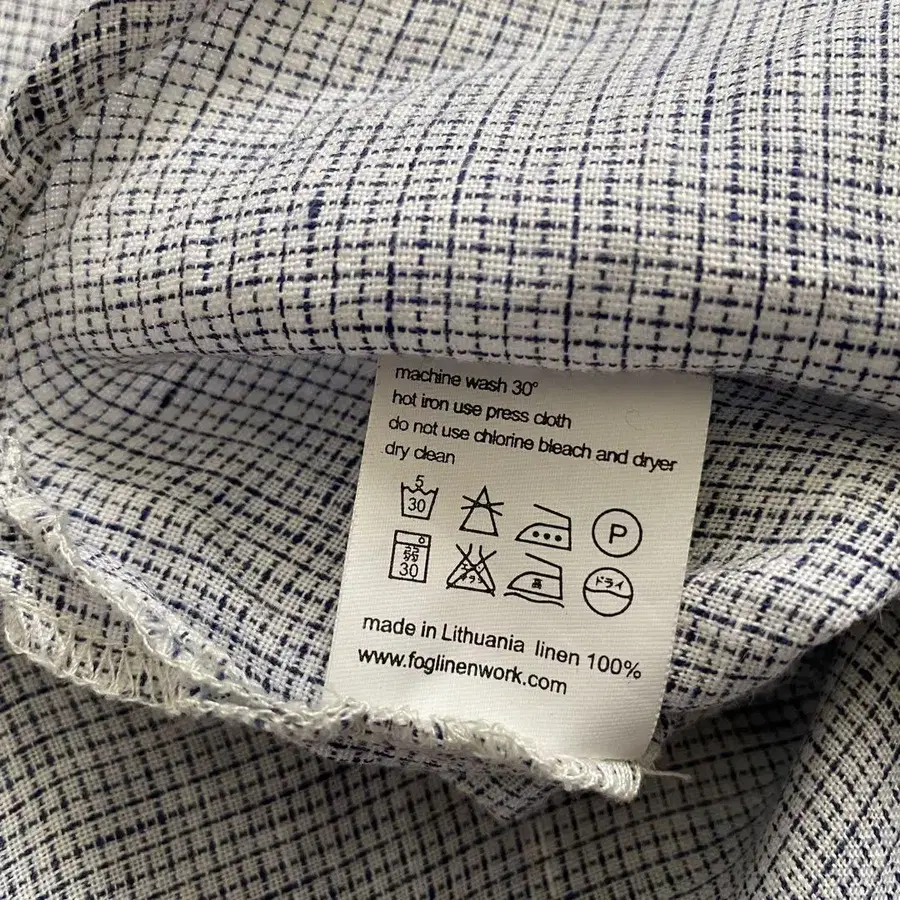 machine wash 30°
hot iron use press cloth
do not use chlorine bleach and dryer
dry clean
5
30
P
30
高
ドライ
made in Lithuania linen 100%
www.foglinenwork.com